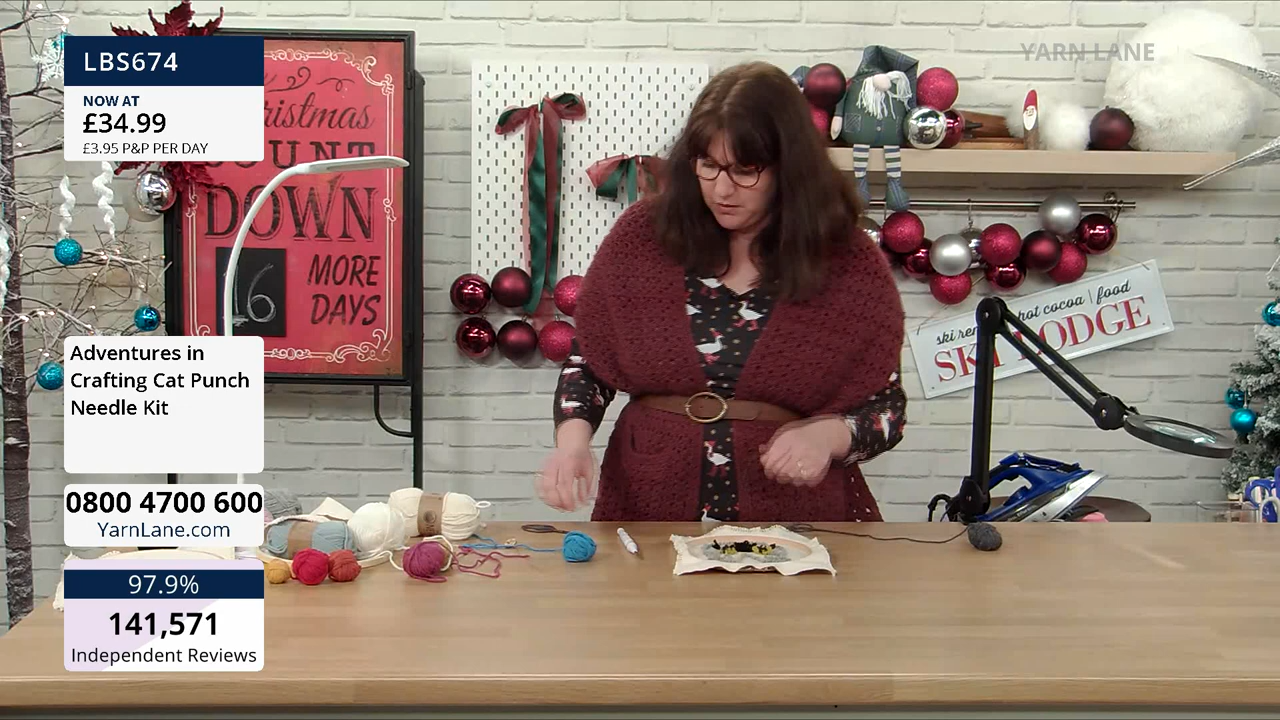 LBS674
NOW AT
£34.99
£3.95 P&P PER DAY
YARN LANE
Christmas
COUNT
DOWN
16
MORE
DAYS
ski rental hot cocoa \ food
SKI LODGE
Adventures in
Crafting Cat Punch
Needle Kit
0800 4700 600
YarnLane.com
97.9%
141,571
Independent Reviews